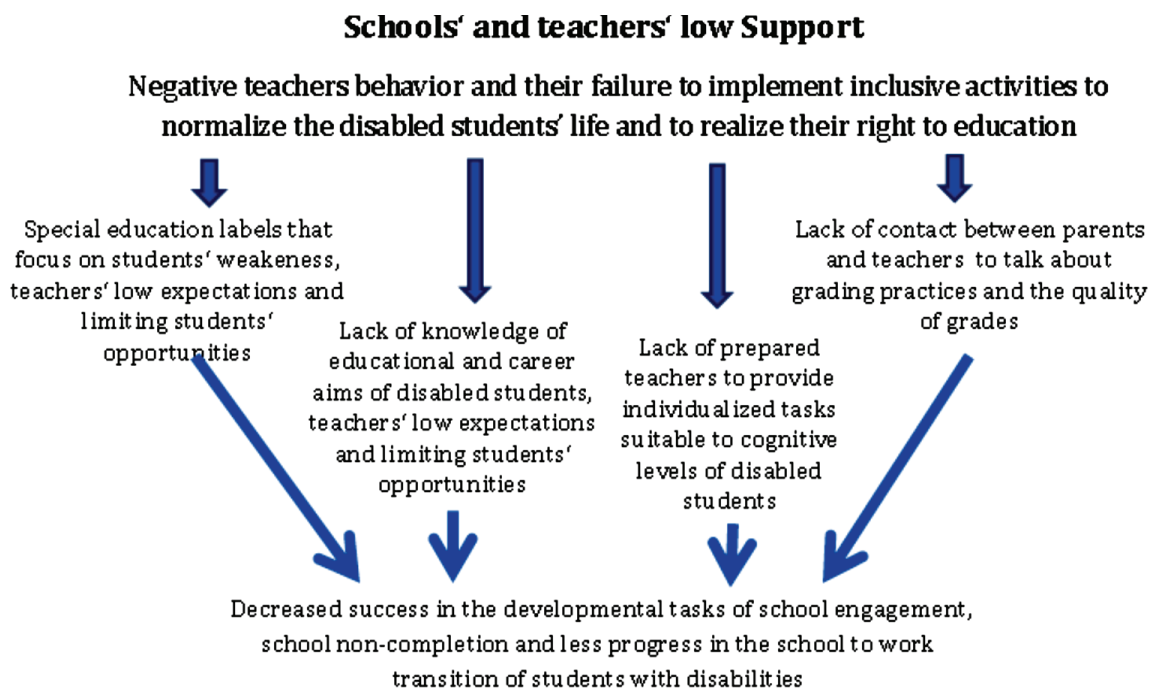 Schools‘ and teachers‘ low Support
Negative teachers behavior and their failure to implement inclusive activities to
normalize the disabled students’ life and to realize their right to education
Special education labels that
focus on students‘ weakness,
teachers‘ low expectations and
limiting students‘
opportunities
Lack of knowledge of
educational and career
aims of disabled students,
teachers‘ low expectations
and limiting students‘
opportunities
Lack of prepared
teachers to provide
individualized tasks
suitable to cognitive
levels of disabled
students
Lack of contact between parents
and teachers to talk about
grading practices and the quality
of grades
Decreased success in the developmental tasks of school engagement,
school non-completion and less progress in the school to work
transition of students with disabilities